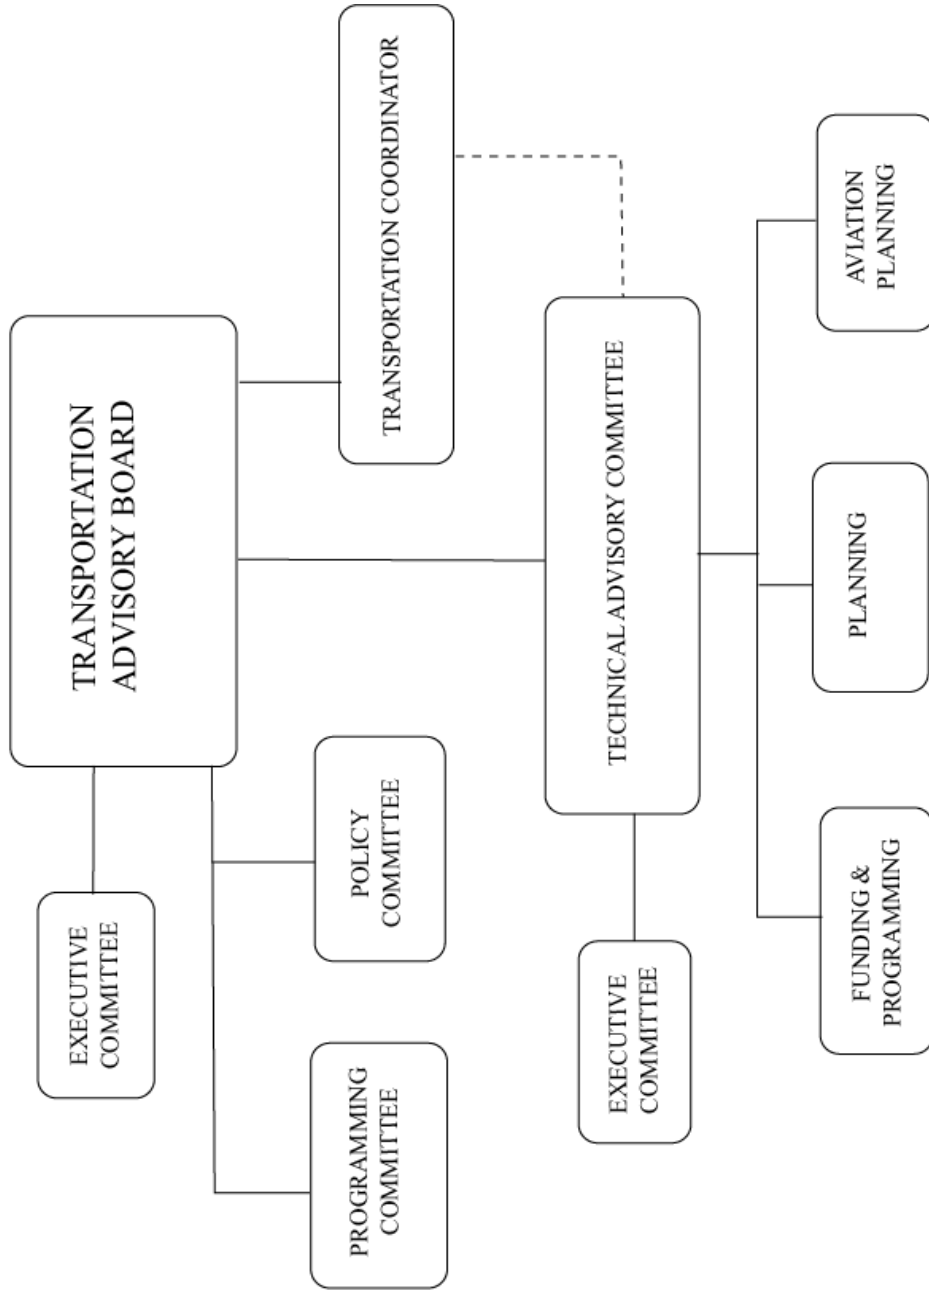 TRANSPORTATION
ADVISORY BOARD
EXECUTIVE
COMMITTEE
TRANSPORTATION COORDINATOR
POLICY
COMMITTEE
PROGRAMMING
COMMITTEE
TECHNICAL ADVISORY COMMITTEE
EXECUTIVE
COMMITTEE
FUNDING &
PROGRAMMING
PLANNING
AVIATION
PLANNING